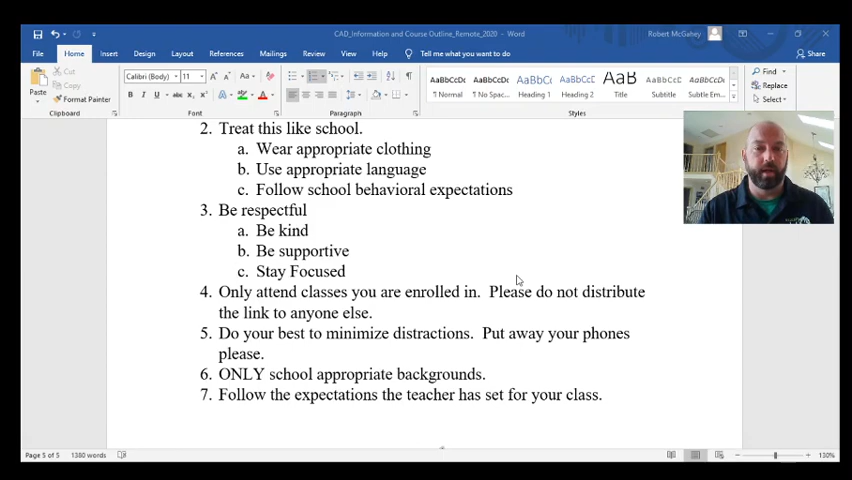 CAD_Information and Course Outline_Remote_2020 - Word
Robert McGahey
File Home Insert Design Layout References Mailings Review View Help Tell me what you want to do Share
Paste
Cut
Copy
Format Painter
Clipboard
Calibri (Body) 11
Font
Paragraph
AaBbCcDc AaBbCcDc AaBbCc AaBbCcC AaB AaBbCcD AaBbCcDc
¶ Normal ¶ No Spac... Heading 1 Heading 2 Title Subtitle Subtle Em...
Styles
Find
Replace
Select
2. Treat this like school.
a. Wear appropriate clothing
b. Use appropriate language
c. Follow school behavioral expectations
3. Be respectful
a. Be kind
b. Be supportive
c. Stay Focused
4. Only attend classes you are enrolled in. Please do not distribute
the link to anyone else.
5. Do your best to minimize distractions. Put away your phones
please.
6. ONLY school appropriate backgrounds.
7. Follow the expectations the teacher has set for your class.
Page 5 of 5 1380 words
130%